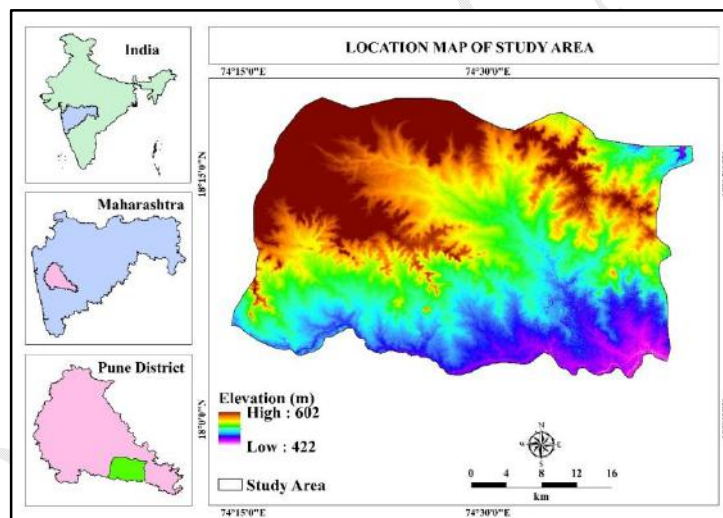 India
Maharashtra
Pune District
LOCATION MAP OF STUDY AREA
74°15'0"E 74°30'0"E
18°15'0"N
18°0'0"N
Elevation (m)
High : 602
Low : 422
Study Area
N
W E
S
0 4 8 12 16
km
74°15'0"E 74°30'0"E